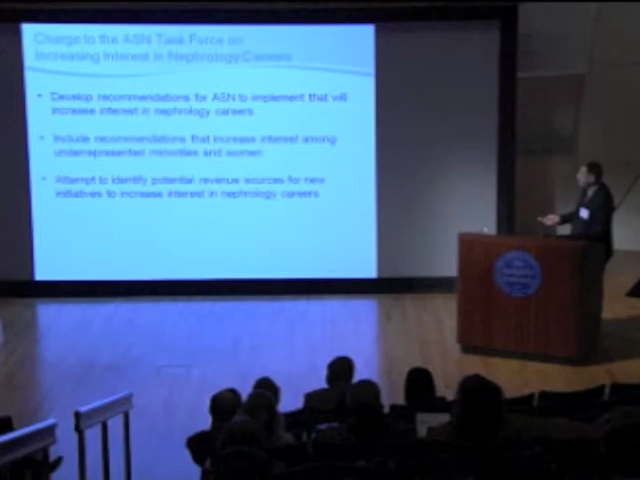 Charge to the ASN Task Force on
Increasing Interest in Nephrology Careers
• Develop recommendations for ASN to implement that will
increase interest in nephrology careers
• Include recommendations that increase interest among
underrepresented minorities and women
• Attempt to identify potential revenue sources for new
initiatives to increase interest in nephrology careers